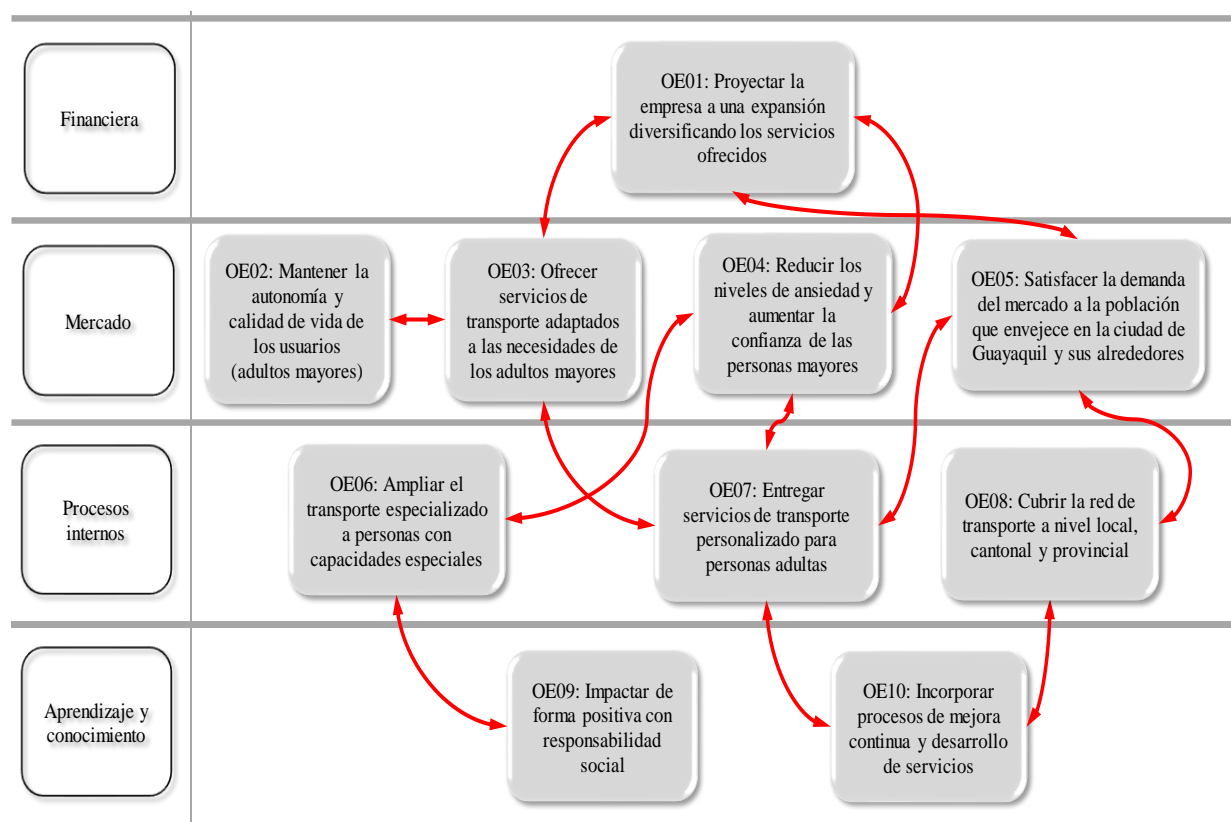 Financiera
OE01: Proyectar la
empresa a una expansión
diversificando los servicios
ofrecidos
Mercado
OE02: Mantener la
autonomía y
calidad de vida de
los usuarios
(adultos mayores)
OE03: Ofrecer
servicios de
transporte adaptados
a las necesidades de
los adultos mayores
OE04: Reducir los
niveles de ansiedad y
aumentar la
confianza de las
personas mayores
OE05: Satisfacer la demanda
del mercado a la población
que envejece en la ciudad de
Guayaquil y sus alrededores
Procesos
internos
OE06: Ampliar el
transporte especializado
a personas con
capacidades especiales
OE07: Entregar
servicios de transporte
personalizado para
personas adultas
OE08: Cubrir la red de
transporte a nivel local,
cantonal y provincial
Aprendizaje y
conocimiento
OE09: Impactar de
forma positiva con
responsabilidad
social
OE10: Incorporar
procesos de mejora
continua y desarrollo
de servicios